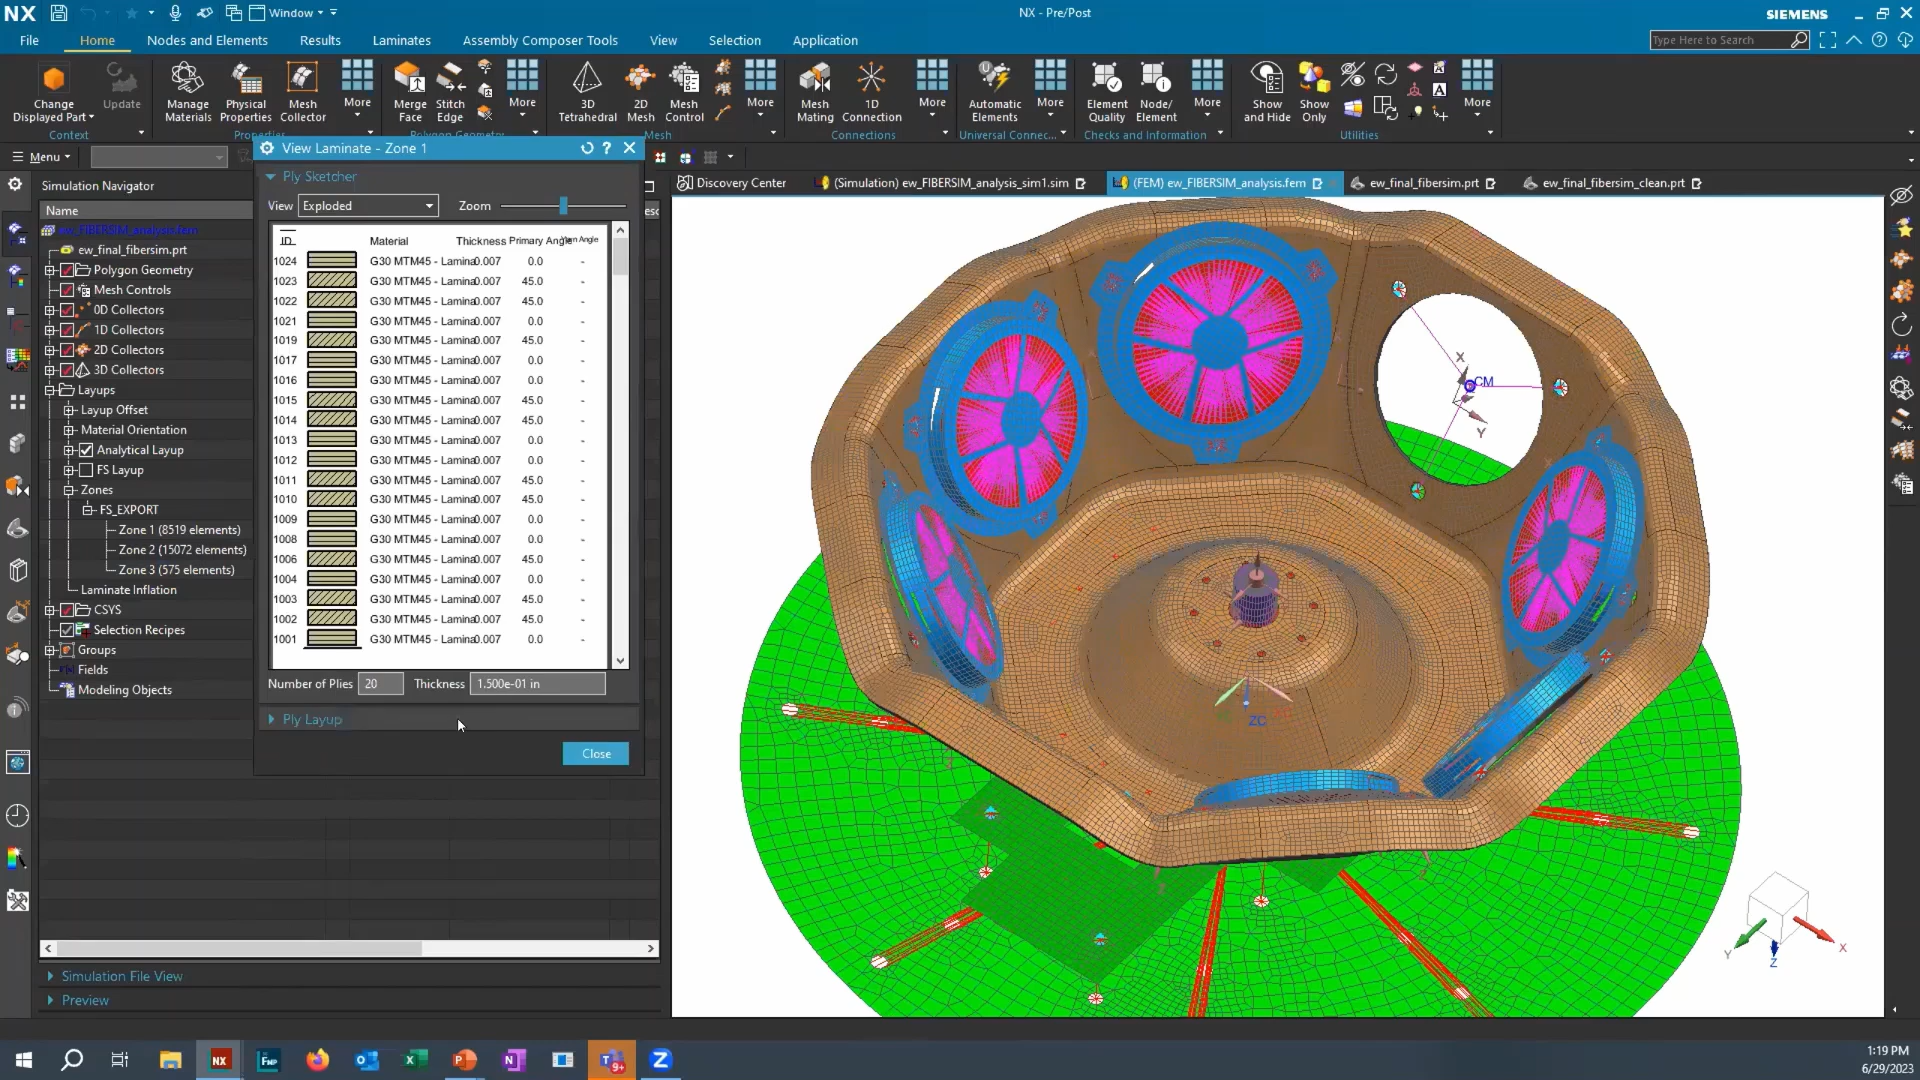 NX
Window
NX - Pre/Post
SIEMENS
File
Home
Nodes and Elements
Results
Laminates
Assembly Composer Tools
View
Selection
Application
Type Here to Search
Change Displayed Part
Update
Manage Materials
Physical Properties
Mesh Collector
More
Merge Face
Stitch Edge
More
3D Tetrahedral
2D Mesh
Mesh Control
More
Mesh Mating
1D Connection
More
Automatic Elements
More
Element Quality
Node/ Element
More
Show and Hide
Show Only
More
Context
Mesh
Connections
Universal Connec...
Checks and Information
Utilities
Menu
View Laminate - Zone 1
Discovery Center
(Simulation) ew_FIBERSIM_analysis_sim1.sim
(FEM) ew_FIBERSIM_analysis.fem
ew_final_fibersim.prt
ew_final_fibersim_clean.prt
Simulation Navigator
Name
ew_FIBERSIM_analysis.fem
ew_final_fibersim.prt
Polygon Geometry
Mesh Controls
0D Collectors
1D Collectors
2D Collectors
3D Collectors
Layups
Layup Offset
Material Orientation
Analytical Layup
FS Layup
Zones
FS_EXPORT
Zone 1 (8519 elements)
Zone 2 (15072 elements)
Zone 3 (575 elements)
Laminate Inflation
CSYS
Selection Recipes
Groups
Fields
Modeling Objects
Simulation File View
Preview
Ply Sketcher
View Exploded Zoom
ID Material Thickness Primary Angle
1024 G30 MTM45 - Lamina 0.007 0.0 -
1023 G30 MTM45 - Lamina 0.007 45.0 -
1022 G30 MTM45 - Lamina 0.007 45.0 -
1021 G30 MTM45 - Lamina 0.007 0.0 -
1019 G30 MTM45 - Lamina 0.007 45.0 -
1017 G30 MTM45 - Lamina 0.007 0.0 -
1016 G30 MTM45 - Lamina 0.007 0.0 -
1015 G30 MTM45 - Lamina 0.007 45.0 -
1014 G30 MTM45 - Lamina 0.007 45.0 -
1013 G30 MTM45 - Lamina 0.007 0.0 -
1012 G30 MTM45 - Lamina 0.007 0.0 -
1011 G30 MTM45 - Lamina 0.007 45.0 -
1010 G30 MTM45 - Lamina 0.007 45.0 -
1009 G30 MTM45 - Lamina 0.007 0.0 -
1008 G30 MTM45 - Lamina 0.007 0.0 -
1006 G30 MTM45 - Lamina 0.007 45.0 -
1004 G30 MTM45 - Lamina 0.007 0.0 -
1003 G30 MTM45 - Lamina 0.007 45.0 -
1002 G30 MTM45 - Lamina 0.007 45.0 -
1001 G30 MTM45 - Lamina 0.007 0.0 -
Number of Plies 20 Thickness 1.500e-01 in
Ply Layup
Close
X
CM
Y
ZC
X
Y
Z
1:19 PM
6/29/2023